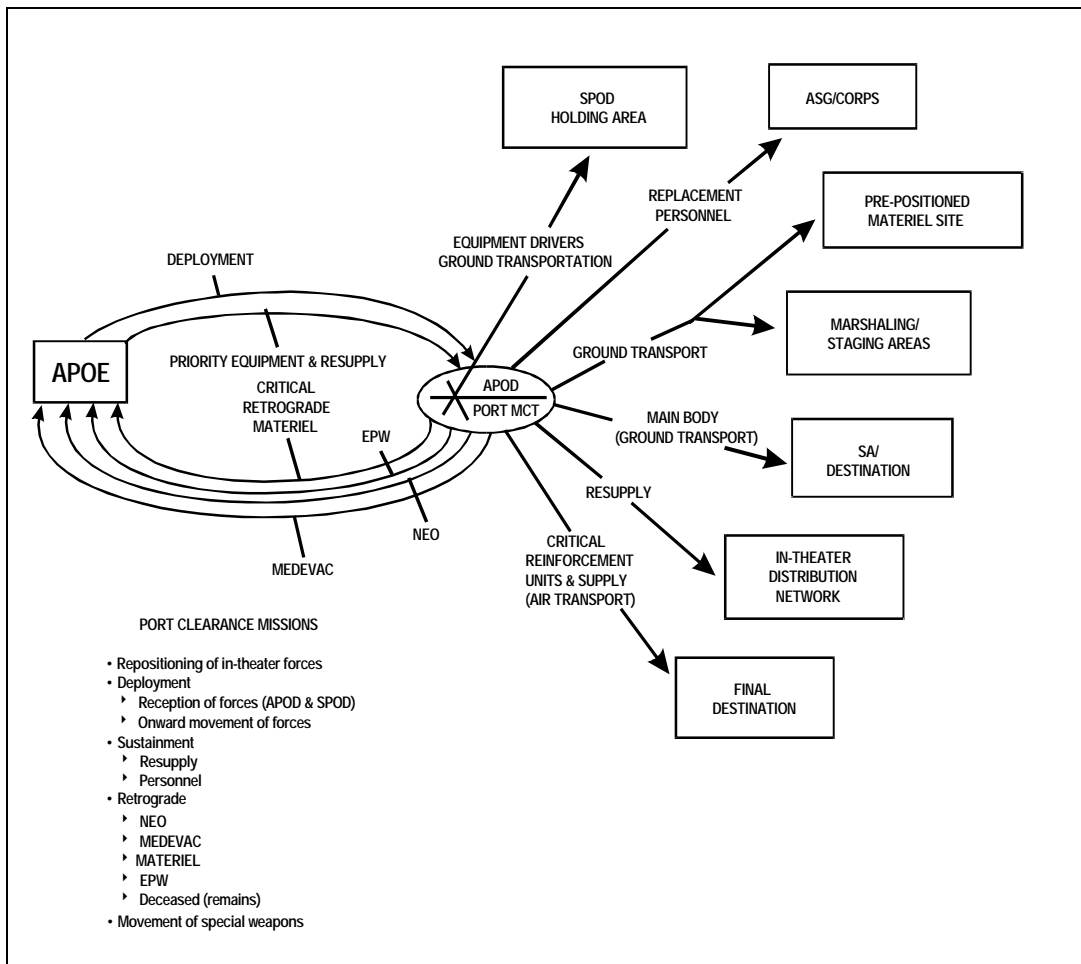 SPOD
HOLDING AREA
ASG/CORPS
REPLACEMENT
PERSONNEL
PRE-POSITIONED
MATERIEL SITE
EQUIPMENT DRIVERS
GROUND TRANSPORTATION
DEPLOYMENT
MARSHALING/
STAGING AREAS
GROUND TRANSPORT
PRIORITY EQUIPMENT & RESUPPLY
APOE
CRITICAL
RETROGRADE
MATERIEL
APOD
PORT MCT
MAIN BODY
(GROUND TRANSPORT)
EPW
SA/
DESTINATION
RESUPPLY
NEO
CRITICAL
REINFORCEMENT
UNITS & SUPPLY
(AIR TRANSPORT)
MEDEVAC
IN-THEATER
DISTRIBUTION
NETWORK
FINAL
DESTINATION
PORT CLEARANCE MISSIONS
• Repositioning of in-theater forces
• Deployment
‣ Reception of forces (APOD & SPOD)
‣ Onward movement of forces
• Sustainment
‣ Resupply
‣ Personnel
• Retrograde
‣ NEO
‣ MEDEVAC
‣ MATERIEL
‣ EPW
‣ Deceased (remains)
• Movement of special weapons